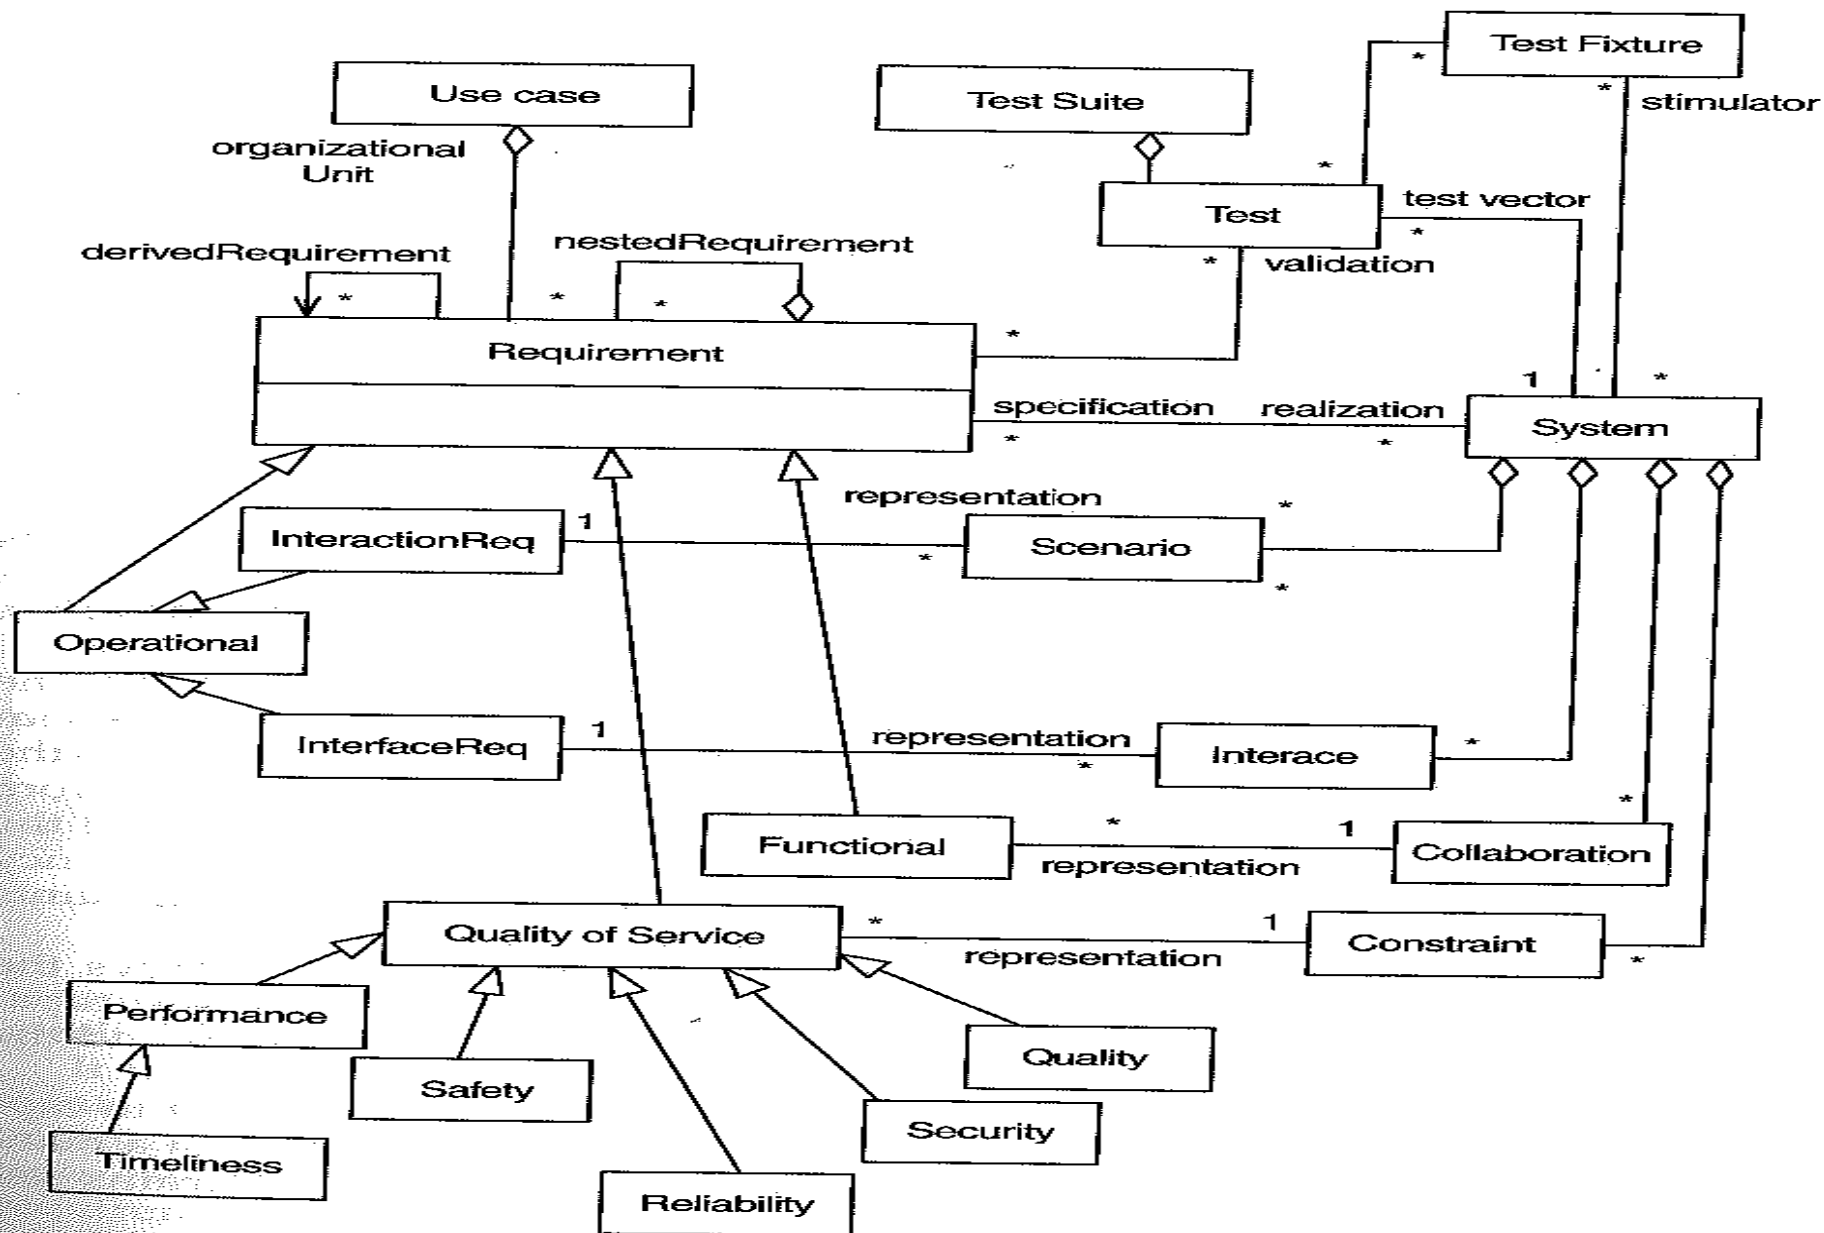 Test Fixture
*
Use case
Test Suite
*
stimulator
organizational
Unit
*
Test
test vector
*
derivedRequirement
nestedRequirement
*
validation
*
*
*
*
Requirement
1
*
specification
realization
*
*
System
representation
*
InteractionReq
1
*
Scenario
*
Operational
InterfaceReq
1
representation
*
Interace
*
*
Functional
*
1
representation
Collaboration
Quality of Service
*
1
representation
Constraint
*
Performance
Quality
Safety
Security
Timeliness
Reliability